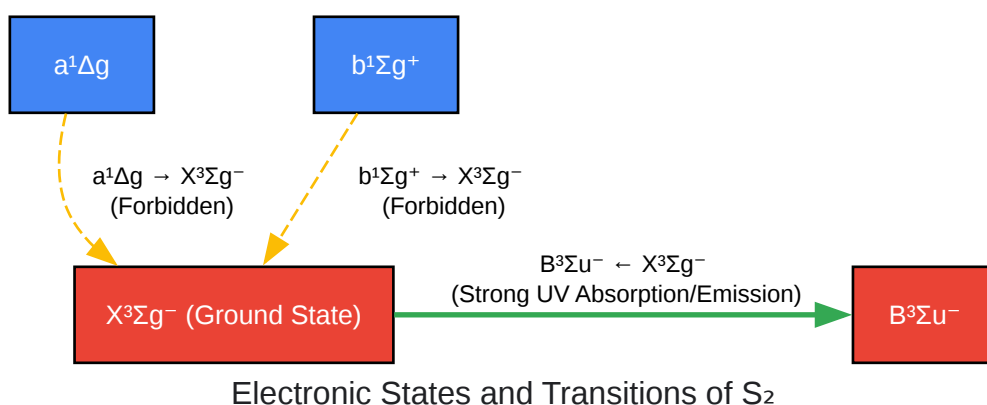 a¹Δg
b¹Σg⁺
a¹Δg → X³Σg⁻
(Forbidden)
b¹Σg⁺ → X³Σg⁻
(Forbidden)
B³Σu⁻ ← X³Σg⁻
(Strong UV Absorption/Emission)
X³Σg⁻ (Ground State)
B³Σu⁻
Electronic States and Transitions of S₂